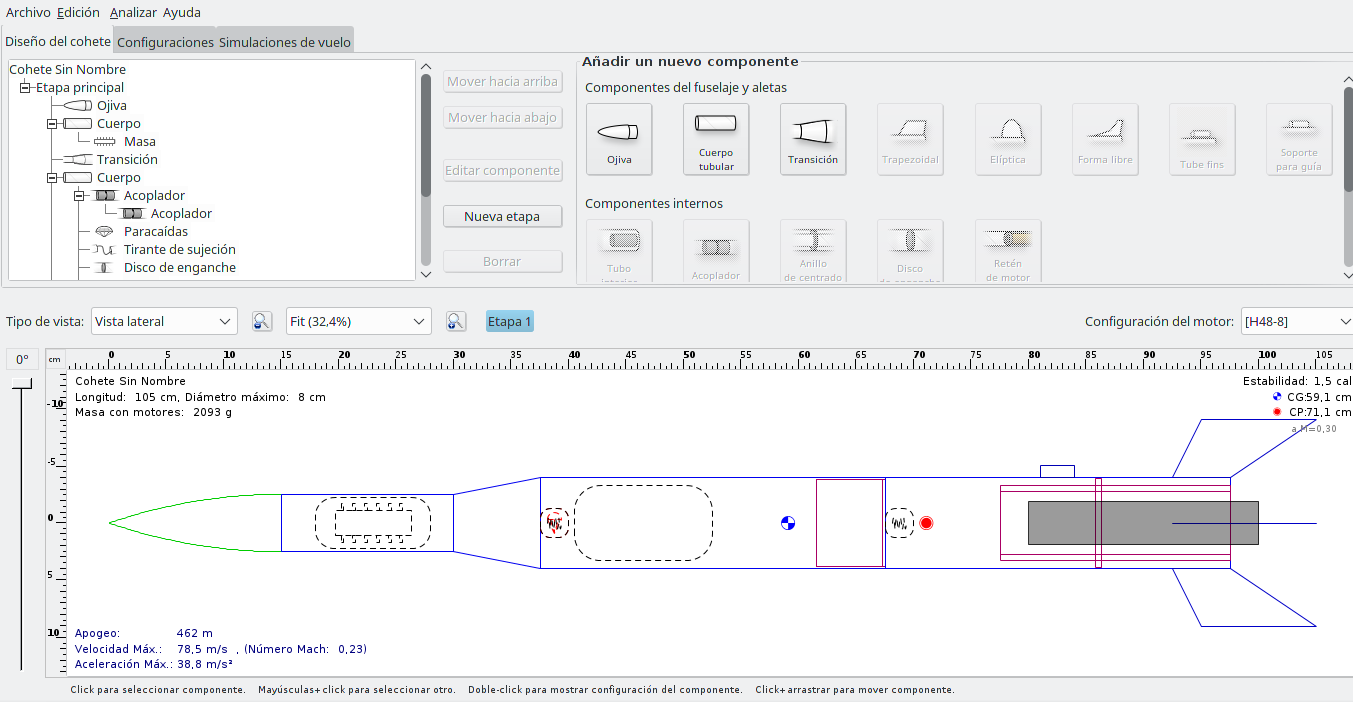 Archivo Edición Analizar Ayuda
Diseño del cohete Configuraciones Simulaciones de vuelo
Cohete Sin Nombre
Etapa principal
Ojiva
Cuerpo
Masa
Transición
Cuerpo
Acoplador
Acoplador
Paracaídas
Tirante de sujeción
Disco de enganche
Mover hacia arriba
Mover hacia abajo
Editar componente
Nueva etapa
Borrar
Añadir un nuevo componente
Componentes del fuselaje y aletas
Ojiva
Cuerpo
tubular
Transición
Trapezoidal
Elíptica
Forma libre
Tube fins
Soporte
para guía
Componentes internos
Tubo
interior
Acoplador
Anillo
de centrado
Disco
de enganche
Retén
de motor
Tipo de vista: Vista lateral Fit (32,4%) Etapa 1 Configuración del motor: [H48-8]
0°
cm 0 5 10 15 20 25 30 35 40 45 50 55 60 65 70 75 80 85 90 95 100 105
-10
-5
0
5
10
Cohete Sin Nombre
Longitud: 105 cm, Diámetro máximo: 8 cm
Masa con motores: 2093 g
Estabilidad: 1,5 cal
CG:59,1 cm
CP:71,1 cm
a M=0,30
Apogeo: 462 m
Velocidad Máx.: 78,5 m/s , (Número Mach: 0,23)
Aceleración Máx.: 38,8 m/s²
Click para seleccionar componente. Mayúsculas+click para seleccionar otro. Doble-click para mostrar configuración del componente. Click+arrastrar para mover componente.